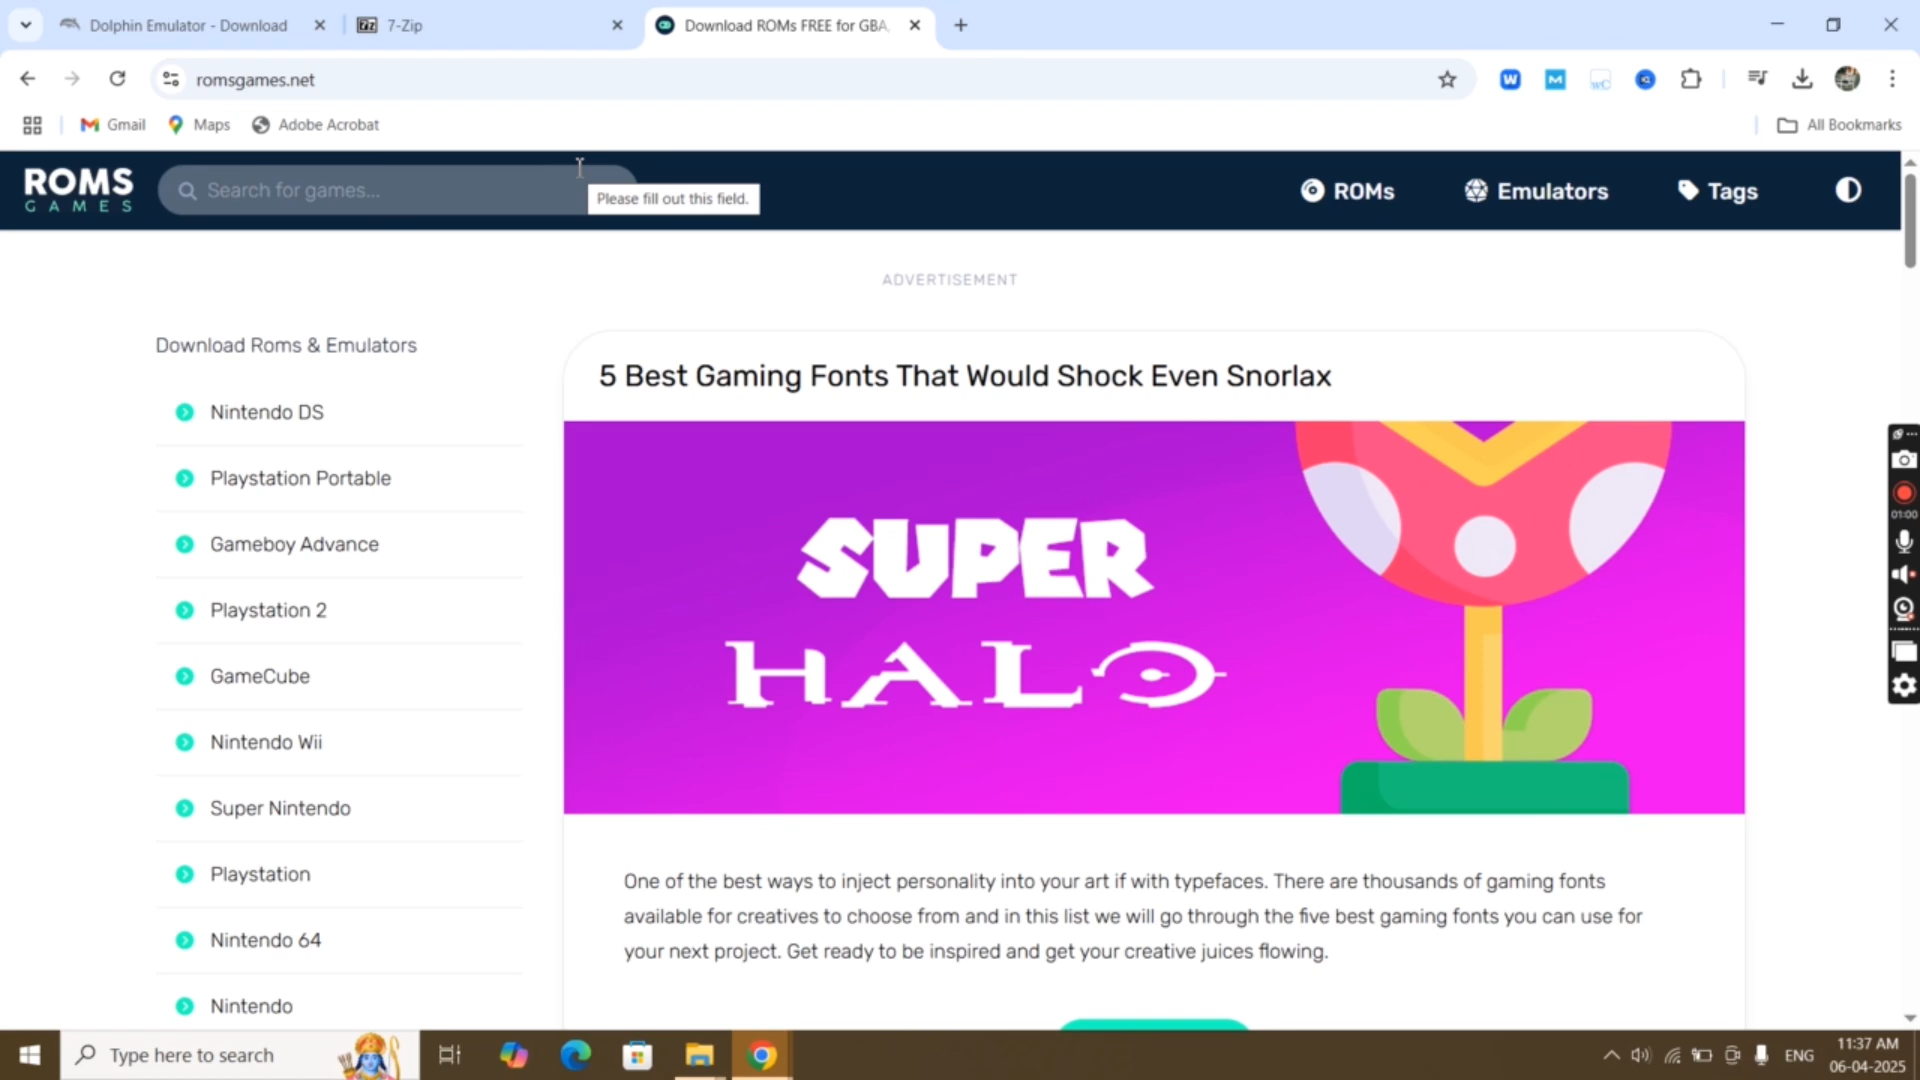 Dolphin Emulator - Download
7-Zip
Download ROMs FREE for GBA,
romsgames.net
Gmail
Maps
Adobe Acrobat
All Bookmarks
ROMS
GAMES
Search for games...
Please fill out this field.
ROMs
Emulators
Tags
ADVERTISEMENT
Download Roms & Emulators
Nintendo DS
Playstation Portable
Gameboy Advance
Playstation 2
GameCube
Nintendo Wii
Super Nintendo
Playstation
Nintendo 64
Nintendo
5 Best Gaming Fonts That Would Shock Even Snorlax
SUPER
HALO
One of the best ways to inject personality into your art if with typefaces. There are thousands of gaming fonts
available for creatives to choose from and in this list we will go through the five best gaming fonts you can use for
your next project. Get ready to be inspired and get your creative juices flowing.
01:00
Type here to search
ENG
11:37 AM
06-04-2025